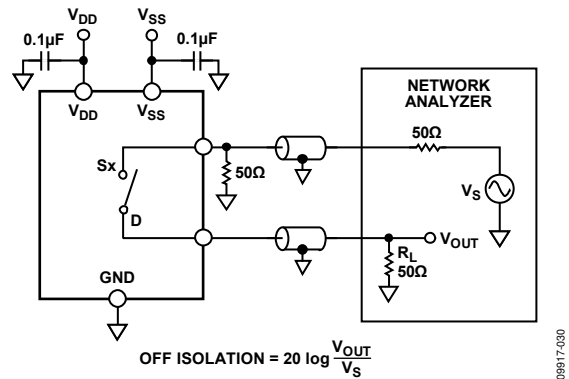 VDD
VSS
0.1µF
0.1µF
VDD
VSS
NETWORK
ANALYZER
50Ω
Sx
50Ω
VS
D
VOUT
RL
50Ω
GND
OFF ISOLATION = 20 log VOUT
VS
09917-030